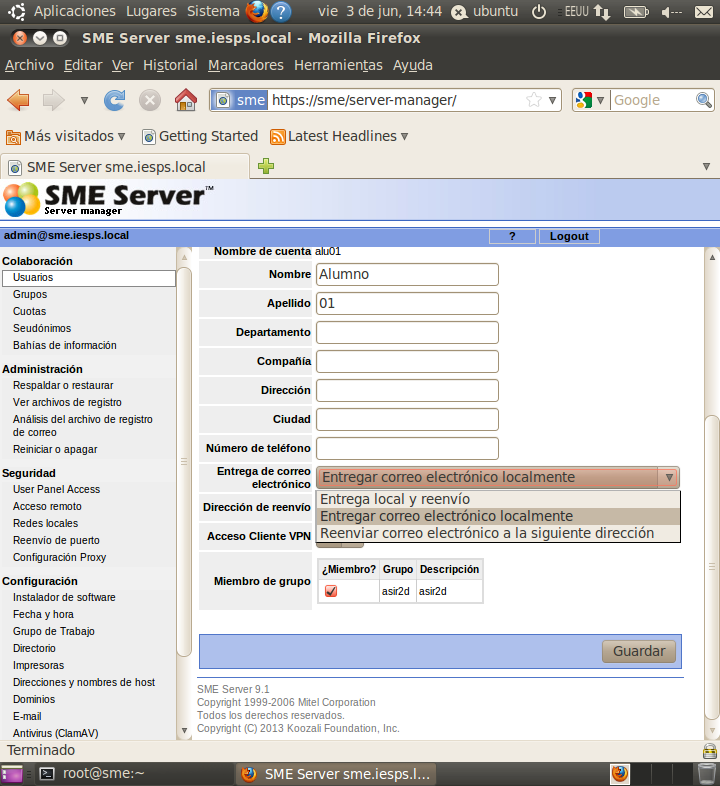 Aplicaciones Lugares Sistema ? vie 3 de jun, 14:44 ubuntu EEUU
SME Server sme.iesps.local - Mozilla Firefox
Archivo Editar Ver Historial Marcadores Herramientas Ayuda
sme https://sme/server-manager/ Google
Más visitados Getting Started Latest Headlines
SME Server sme.iesps.local
SME Server™
Server manager
admin@sme.iesps.local ? Logout
Colaboración
Usuarios
Grupos
Cuotas
Seudónimos
Bahías de información
Administración
Respaldar o restaurar
Ver archivos de registro
Análisis del archivo de registro
de correo
Reiniciar o apagar
Seguridad
User Panel Access
Acceso remoto
Redes locales
Reenvío de puerto
Configuración Proxy
Configuración
Instalador de software
Fecha y hora
Grupo de Trabajo
Directorio
Impresoras
Direcciones y nombres de host
Dominios
E-mail
Antivirus (ClamAV)
Nombre de cuenta alu01
Nombre Alumno
Apellido 01
Departamento
Compañía
Dirección
Ciudad
Número de teléfono
Entrega de correo
electrónico Entregar correo electrónico localmente
Entrega local y reenvío
Entregar correo electrónico localmente
Reenviar correo electrónico a la siguiente dirección
Dirección de reenvío
Acceso Cliente VPN
Miembro de grupo
¿Miembro? Grupo Descripción
asir2d asir2d
Guardar
SME Server 9.1
Copyright 1999-2006 Mitel Corporation
Todos los derechos reservados.
Copyright (C) 2013 Koozali Foundation, Inc.
Terminado
root@sme:~ SME Server sme.iesps.l...